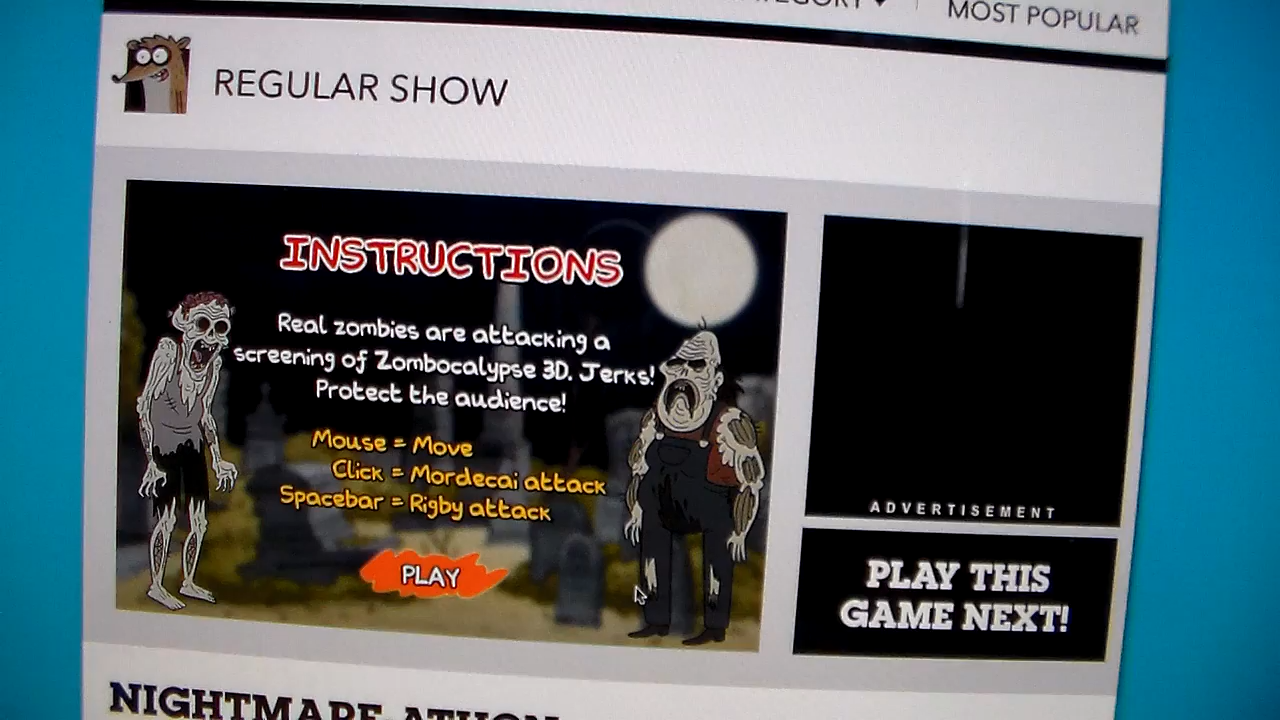 MOST POPULAR
REGULAR SHOW
INSTRUCTIONS
Real zombies are attacking a
screening of Zombocalypse 3D. Jerks!
Protect the audience!
Mouse = Move
Click = Mordecai attack
Spacebar = Rigby attack
PLAY
ADVERTISEMENT
PLAY THIS
GAME NEXT!